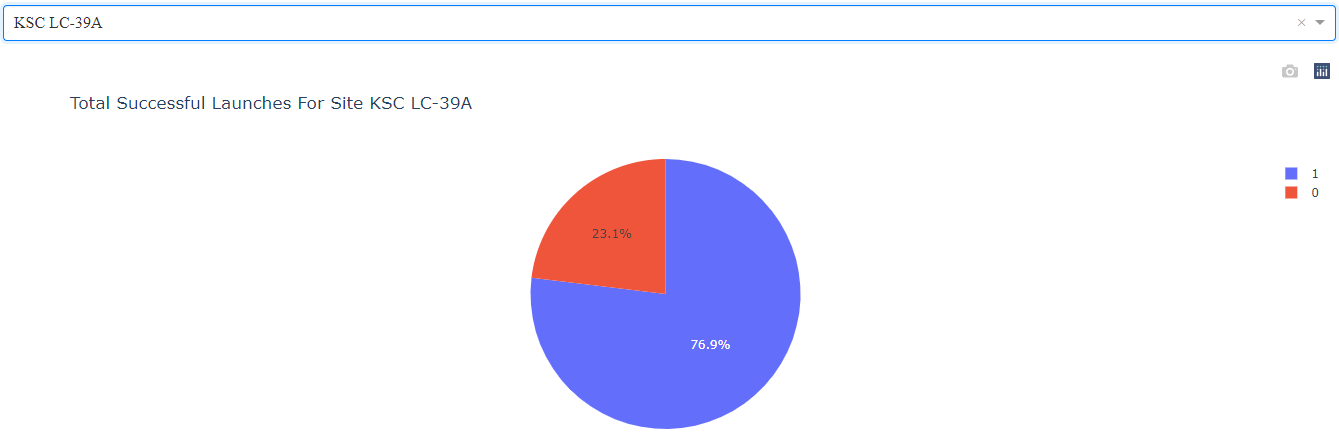 KSC LC-39A
Total Successful Launches For Site KSC LC-39A
1
0
23.1%
76.9%